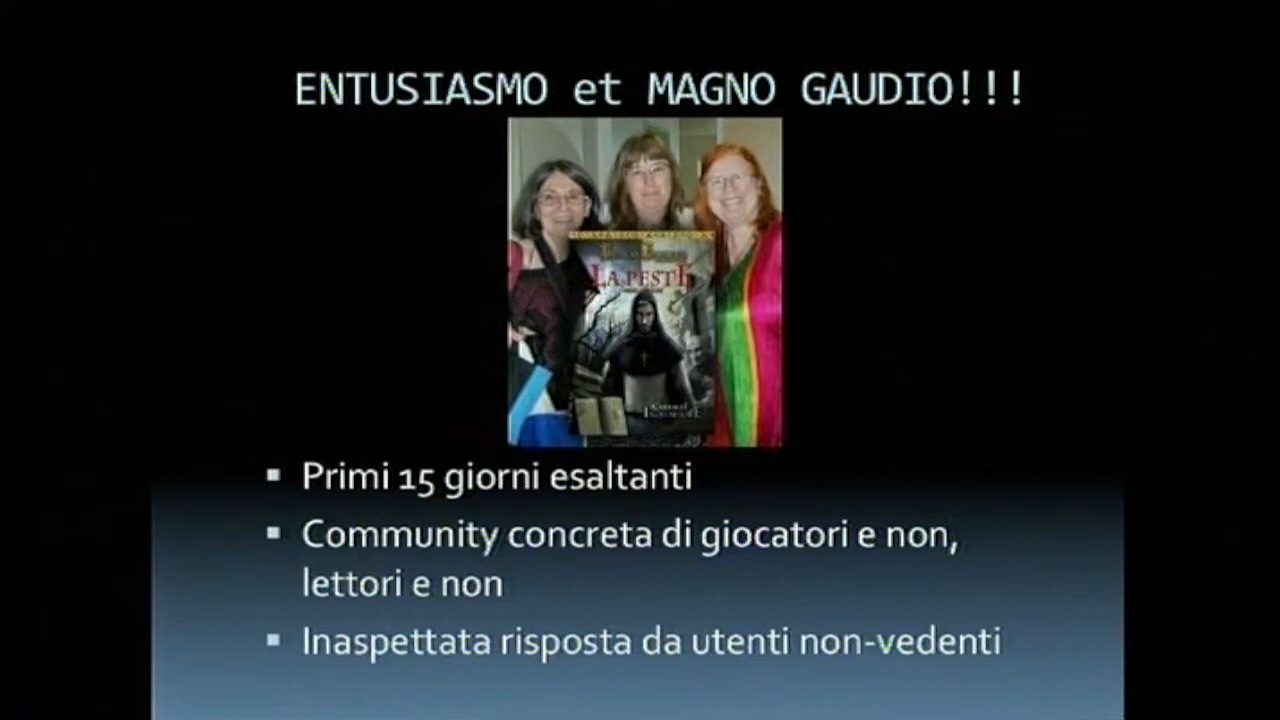 ENTUSIASMO et MAGNO GAUDIO!!!
LA PESTE
Primi 15 giorni esaltanti
Community concreta di giocatori e non,
lettori e non
Inaspettata risposta da utenti non-vedenti